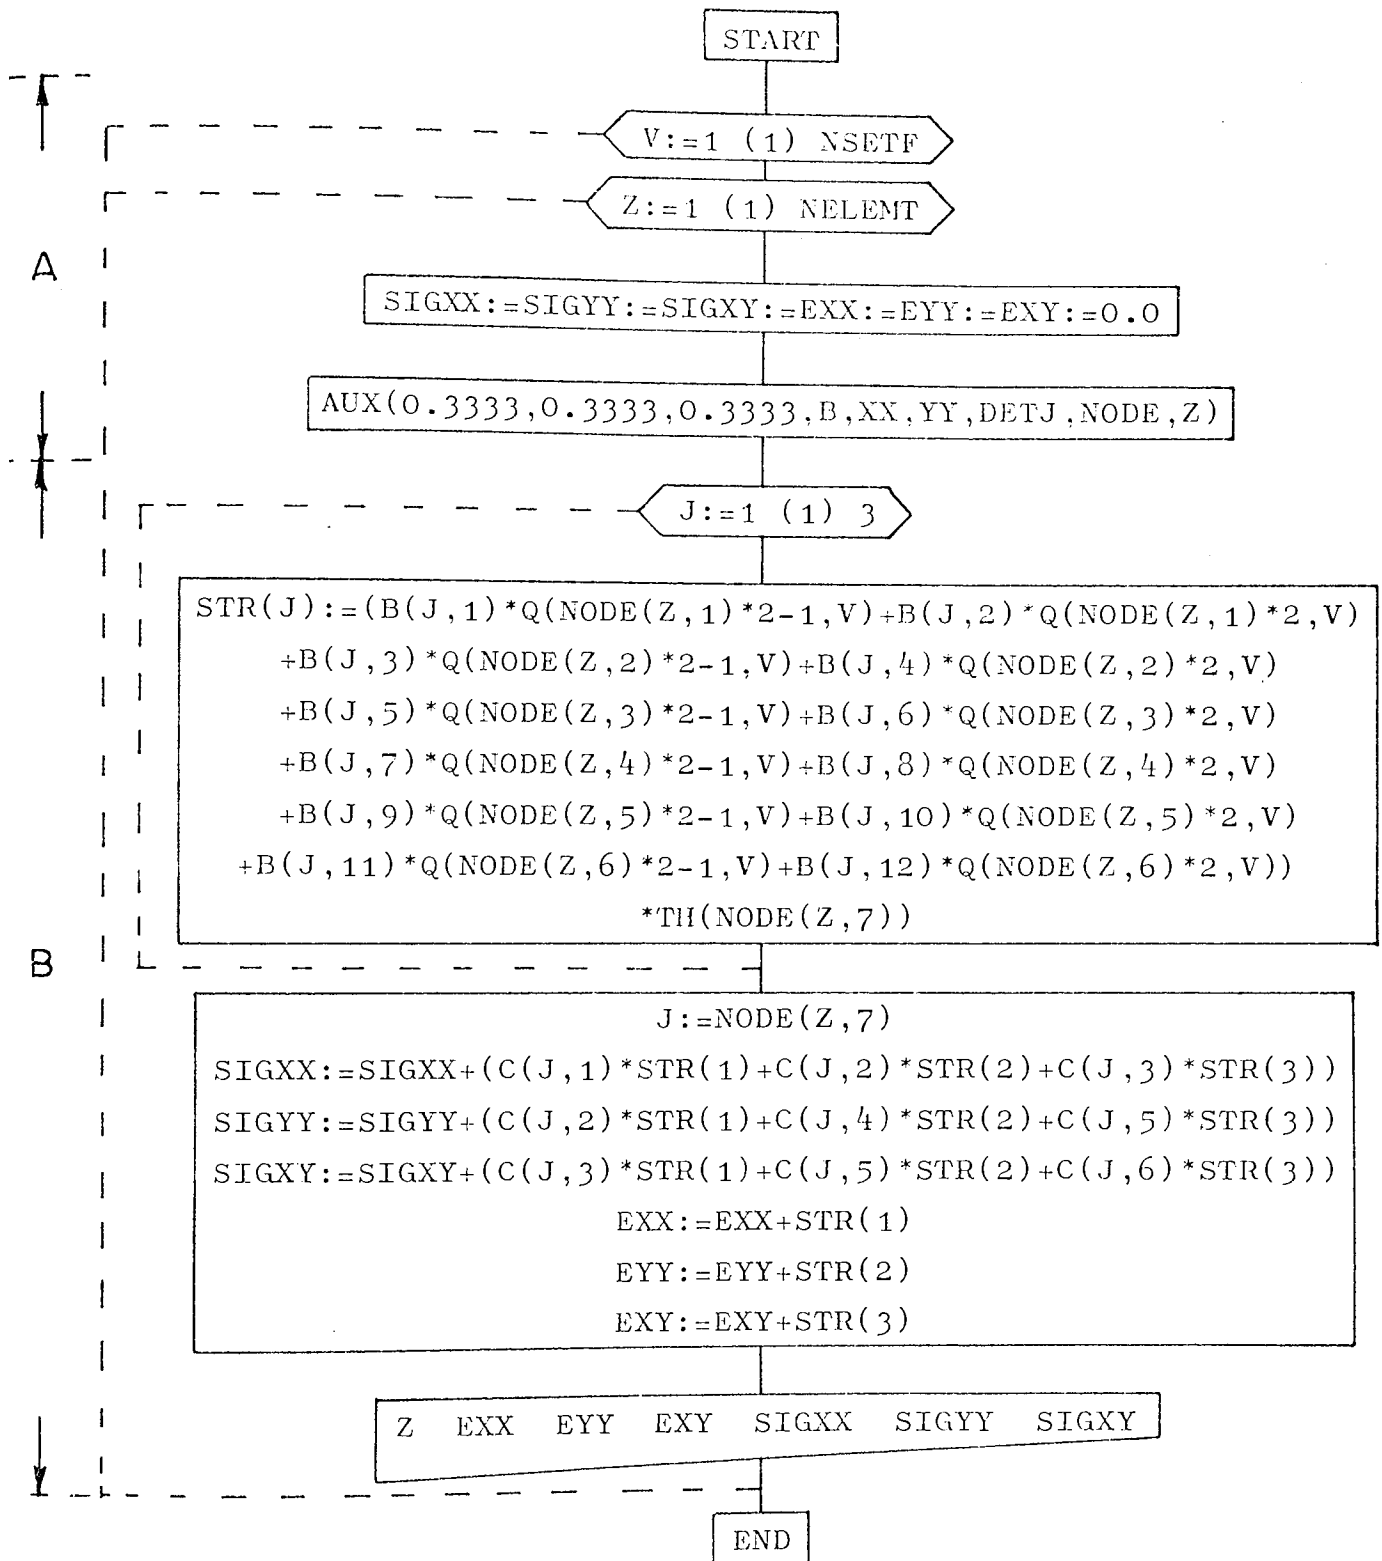 START
V:=1 (1) NSETF
Z:=1 (1) NELEMT
A
SIGXX:=SIGYY:=SIGXY:=EXX:=EYY:=EXY:=0.0
AUX(0.3333,0.3333,0.3333,B,XX,YY,DETJ,NODE,Z)
J:=1 (1) 3
STR(J):=(B(J,1)*Q(NODE(Z,1)*2-1,V)+B(J,2)*Q(NODE(Z,1)*2,V)
+B(J,3)*Q(NODE(Z,2)*2-1,V)+B(J,4)*Q(NODE(Z,2)*2,V)
+B(J,5)*Q(NODE(Z,3)*2-1,V)+B(J,6)*Q(NODE(Z,3)*2,V)
+B(J,7)*Q(NODE(Z,4)*2-1,V)+B(J,8)*Q(NODE(Z,4)*2,V)
+B(J,9)*Q(NODE(Z,5)*2-1,V)+B(J,10)*Q(NODE(Z,5)*2,V)
+B(J,11)*Q(NODE(Z,6)*2-1,V)+B(J,12)*Q(NODE(Z,6)*2,V))
*TH(NODE(Z,7))
B
J:=NODE(Z,7)
SIGXX:=SIGXX+(C(J,1)*STR(1)+C(J,2)*STR(2)+C(J,3)*STR(3))
SIGYY:=SIGYY+(C(J,2)*STR(1)+C(J,4)*STR(2)+C(J,5)*STR(3))
SIGXY:=SIGXY+(C(J,3)*STR(1)+C(J,5)*STR(2)+C(J,6)*STR(3))
EXX:=EXX+STR(1)
EYY:=EYY+STR(2)
EXY:=EXY+STR(3)
Z EXX EYY EXY SIGXX SIGYY SIGXY
END